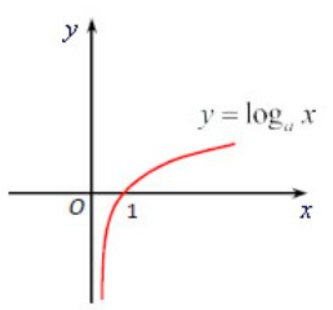 y
y = logₐ x
O
1
x